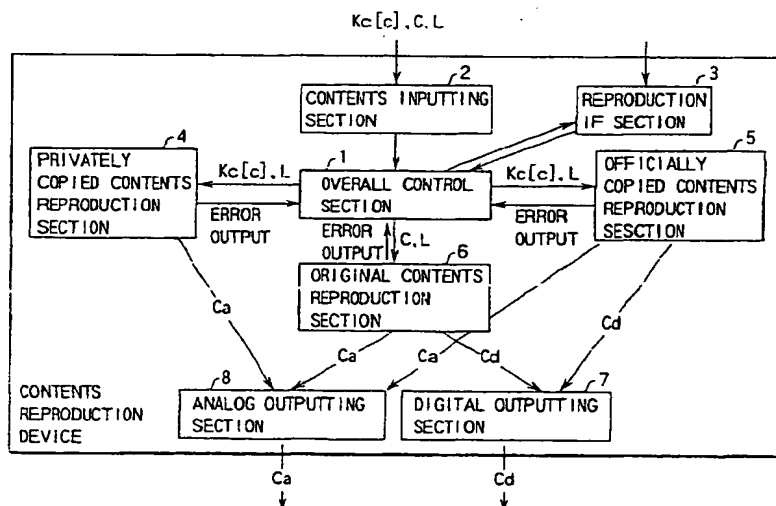 Kc[c],C,L
2
CONTENTS INPUTTING
SECTION
3
REPRODUCTION
IF SECTION
4
PRIVATELY
COPIED CONTENTS
REPRODUCTION
SECTION
Kc[c],L
ERROR
OUTPUT
1
OVERALL CONTROL
SECTION
Kc[c],L
ERROR
OUTPUT
5
OFFICIALLY
COPIED CONTENTS
REPRODUCTION
SESCTION
ERROR
OUTPUT
C,L
6
ORIGINAL CONTENTS
REPRODUCTION
SECTION
Ca
Ca
Ca
Cd
Cd
CONTENTS
REPRODUCTION
DEVICE
8
ANALOG OUTPUTTING
SECTION
7
DIGITAL OUTPUTTING
SECTION
Ca
Cd